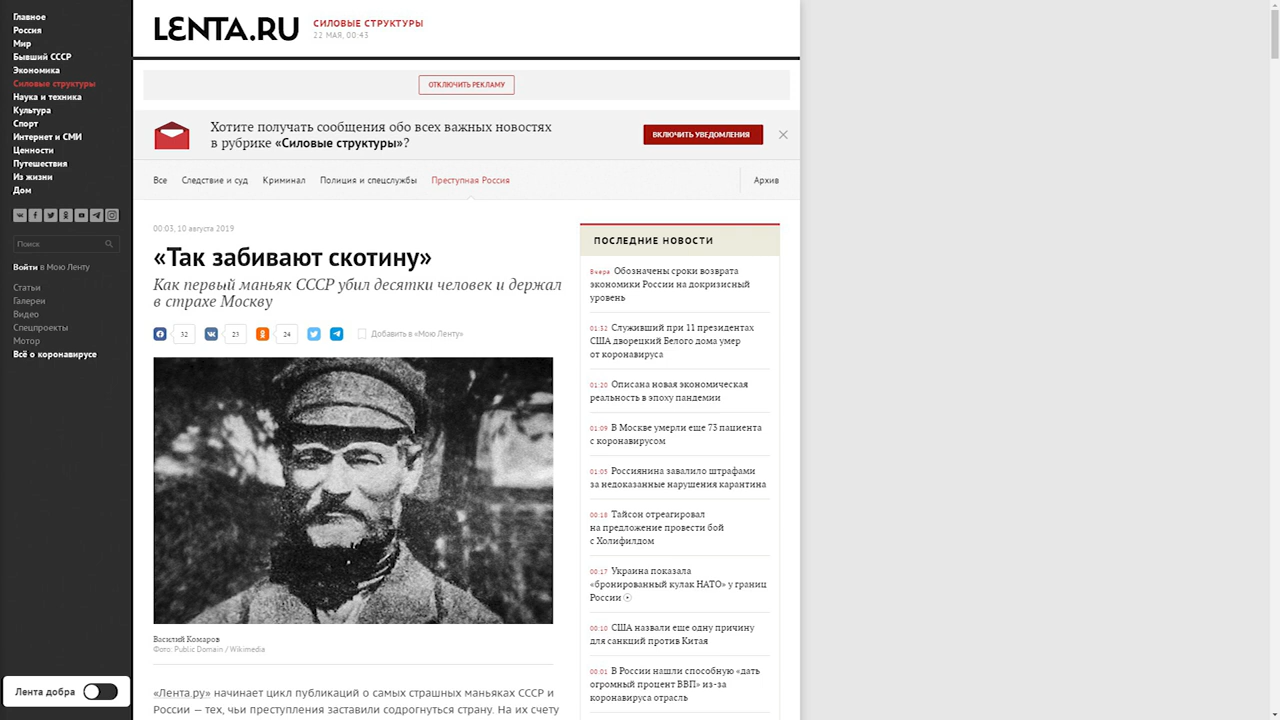 Главное
Россия
Мир
Бывший СССР
Экономика
Силовые структуры
Наука и техника
Культура
Спорт
Интернет и СМИ
Ценности
Путешествия
Из жизни
Дом
Поиск
Войти в Мою Ленту
Статьи
Галереи
Видео
Спецпроекты
Мотор
Всё о коронавирусе
Лента добра
LENTA.RU
СИЛОВЫЕ СТРУКТУРЫ
22 МАЯ, 00:43
ОТКЛЮЧИТЬ РЕКЛАМУ
Хотите получать сообщения обо всех важных новостях
в рубрике «Силовые структуры»?
ВКЛЮЧИТЬ УВЕДОМЛЕНИЯ
Все Следствие и суд Криминал Полиция и спецслужбы Преступная Россия Архив
00:03, 10 августа 2019
«Так забивают скотину»
Как первый маньяк СССР убил десятки человек и держал
в страхе Москву
32 23 24 Добавить в «Мою Ленту»
Василий Комаров
Фото: Public Domain / Wikimedia
«Лента.ру» начинает цикл публикаций о самых страшных маньяках СССР и
России — тех, чьи преступления заставили содрогнуться страну. На их счету
ПОСЛЕДНИЕ НОВОСТИ
Вчера Обозначены сроки возврата
экономики России на докризисный
уровень
01:32 Служивший при 11 президентах
США дворецкий Белого дома умер
от коронавируса
01:20 Описана новая экономическая
реальность в эпоху пандемии
01:09 В Москве умерли еще 73 пациента
с коронавирусом
01:03 Россиянина завалило штрафами
за недоказанные нарушения карантина
00:18 Тайсон отреагировал
на предложение провести бой
с Холифилдом
00:17 Украина показала
«бронированный кулак НАТО» у границ
России
00:10 США назвали еще одну причину
для санкций против Китая
00:01 В России нашли способную «дать
огромный процент ВВП» из-за
коронавируса отрасль